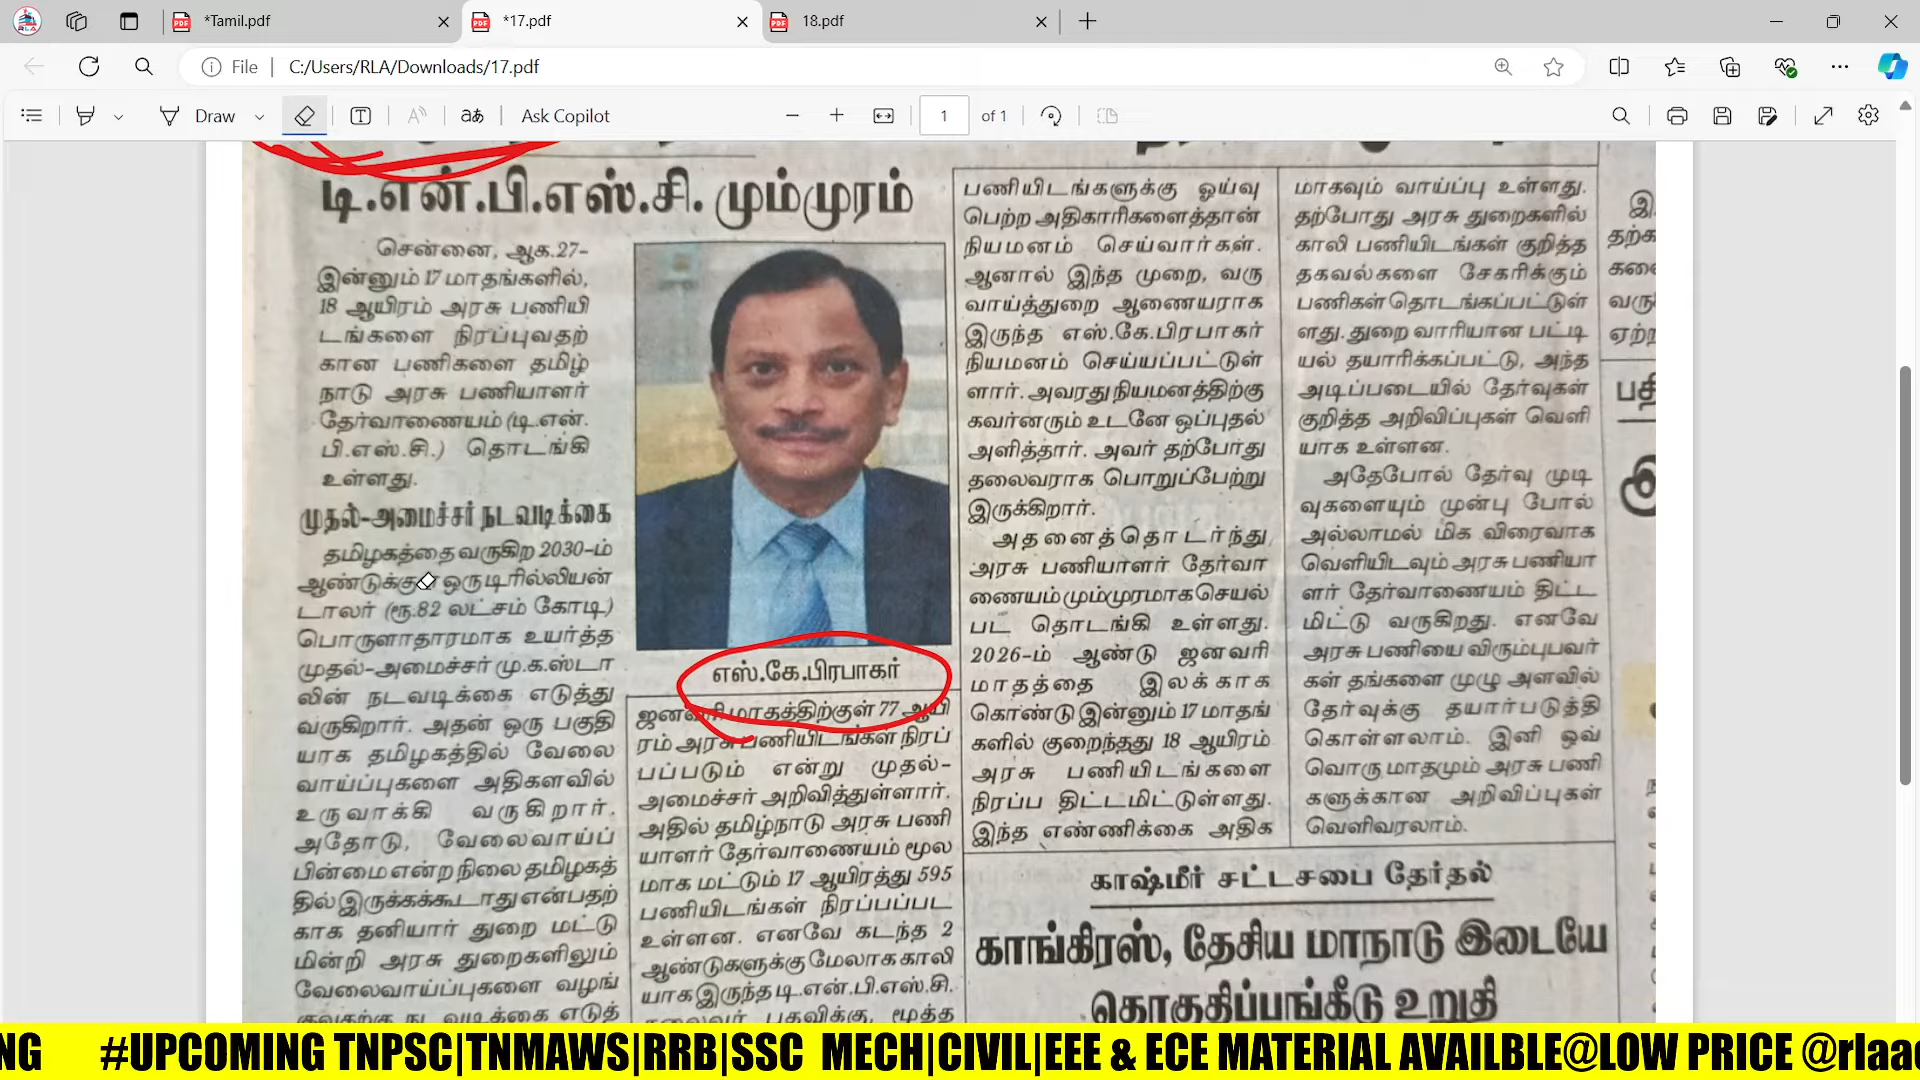 *Tamil.pdf
*17.pdf
18.pdf
File
C:/Users/RLA/Downloads/17.pdf
Draw
Ask Copilot
1
of 1
டி.என்.பி.எஸ்.சி. மும்முரம்
சென்னை, ஆக.27-
இன்னும் 17 மாதங்களில்,
18 ஆயிரம் அரசு பணியி
டங்களை நிரப்புவதற்
கான பணிகளை தமிழ்
நாடு அரசு பணியாளர்
தேர்வாணையம் (டி.என்.
பி.எஸ்.சி.) தொடங்கி
உள்ளது.
முதல்-அமைச்சர் நடவடிக்கை
தமிழகத்தை வருகிற 2030-ம்
ஒரு டிரில்லியன்
டாலர் (ரூ.82 லட்சம் கோடி)
பொருளாதாரமாக உயர்த்த
முதல்-அமைச்சர் மு.க.ஸ்டா
லின் நடவடிக்கை எடுத்து
வருகிறார். அதன் ஒரு பகுதி
யாக தமிழகத்தில் வேலை
வாய்ப்புகளை அதிகளவில்
உருவாக்கி வருகிறார்.
அதோடு, வேலைவாய்ப்
பின்மை என்ற நிலை தமிழகத்
தில் இருக்கக்கூடாது என்பதற்
காக தனியார் துறை மட்டு
மின்றி அரசு துறைகளிலும்
வேலைவாய்ப்புகளை வழங்
எஸ்.கே.பிரபாகர்
ஜனவரி மாதத்திற்குள் 77 ஆயி
ரம் அரசு பணியிடங்கள் நிரப்
பப்படும் என்று முதல்-
அமைச்சர் அறிவித்துள்ளார்.
அதில் தமிழ்நாடு அரசு பணி
யாளர் தேர்வாணையம் மூல
மாக மட்டும் 17 ஆயிரத்து 595
பணியிடங்கள் நிரப்பப்பட
உள்ளன. எனவே கடந்த 2
ஆண்டுகளுக்கு மேலாக காலி
யாக இருந்த டி.என்.பி.எஸ்.சி.
தலைவர் பதவிக்கு, மூத்த
பணியிடங்களுக்கு ஓய்வு
பெற்ற அதிகாரிகளைத்தான்
நியமனம் செய்வார்கள்.
ஆனால் இந்த முறை, வரு
வாய்த்துறை ஆணையராக
இருந்த எஸ்.கே.பிரபாகர்
நியமனம் செய்யப்பட்டுள்
ளார். அவரது நியமனத்திற்கு
கவர்னரும் உடனே ஒப்புதல்
அளித்தார். அவர் தற்போது
தலைவராக பொறுப்பேற்று
இருக்கிறார்.
அதனைத் தொடர்ந்து
அரசு பணியாளர் தேர்வா
ணையம் மும்முரமாக செயல்
பட தொடங்கி உள்ளது.
2026-ம் ஆண்டு ஜனவரி
மாதத்தை இலக்காக
கொண்டு இன்னும் 17 மாதங்
களில் குறைந்தது 18 ஆயிரம்
அரசு பணியிடங்களை
நிரப்ப திட்டமிட்டுள்ளது.
இந்த எண்ணிக்கை அதிக
மாகவும் வாய்ப்பு உள்ளது.
தற்போது அரசு துறைகளில்
காலி பணியிடங்கள் குறித்த
தகவல்களை சேகரிக்கும்
பணிகள் தொடங்கப்பட்டுள்
ளது. துறை வாரியான பட்டி
யல் தயாரிக்கப்பட்டு, அந்த
அடிப்படையில் தேர்வுகள்
குறித்த அறிவிப்புகள் வெளி
யாக உள்ளன.
அதேபோல் தேர்வு முடி
வுகளையும் முன்பு போல்
அல்லாமல் மிக விரைவாக
வெளியிடவும் அரசு பணியா
ளர் தேர்வாணையம் திட்ட
மிட்டு வருகிறது. எனவே
அரசு பணியை விரும்புபவர்
கள் தங்களை முழு அளவில்
தேர்வுக்கு தயார்படுத்தி
கொள்ளலாம். இனி ஒவ்
வொரு மாதமும் அரசு பணி
களுக்கான அறிவிப்புகள்
வெளிவரலாம்.
காஷ்மீர் சட்டசபை தேர்தல்
காங்கிரஸ், தேசிய மாநாடு இடையே
தொகுதிப்பங்கீடு உறுதி
NG #UPCOMING TNPSC|TNMAWS|RRB|SSC MECH|CIVIL|EEE & ECE MATERIAL AVAILBLE@LOW PRICE @rlaac